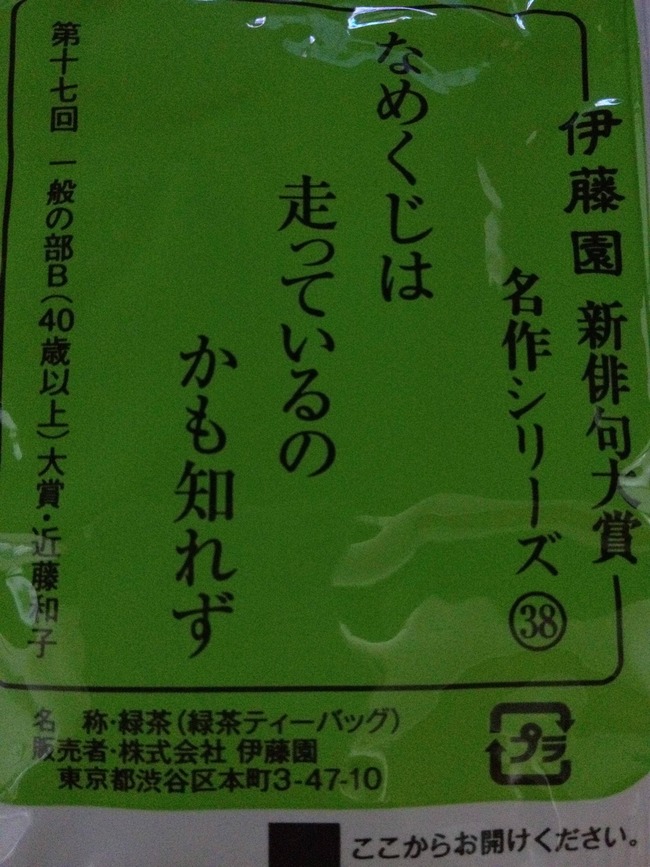 伊藤園 新俳句大賞
名作シリーズ㊳
なめくじは
走っているの
かも知れず
第十七回 一般の部B(40歳以上)大賞・近藤和子
名 称・緑茶(緑茶ティーバッグ)
販売者・株式会社 伊藤園
東京都渋谷区本町3-47-10
プラ
ここからお開けください。